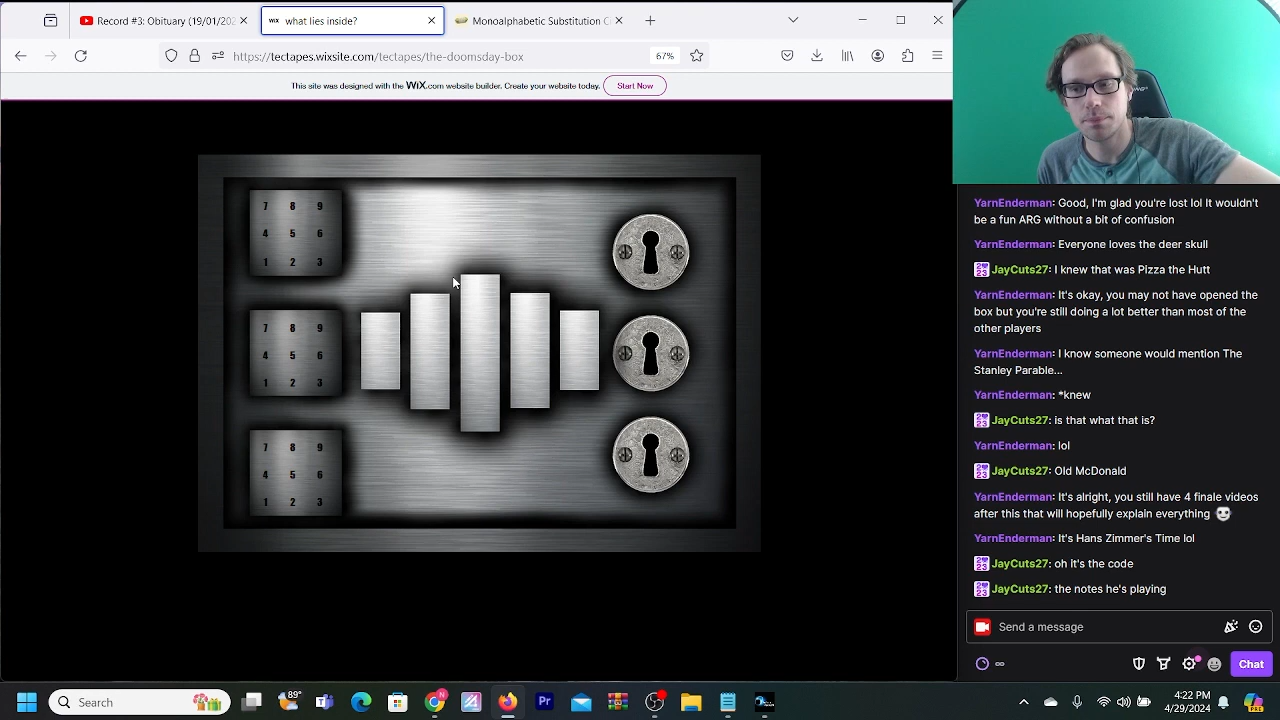 Record #3: Obituary (19/01/202
what lies inside?
Monoalphabetic Substitution C
https://tectapes.wixsite.com/tectapes/the-doomsday-box
67%
This site was designed with the WiX.com website builder. Create your website today.
Start Now
7 8 9
4 5 6
1 2 3
7 8 9
4 5 6
1 2 3
7 8 9
4 5 6
1 2 3
YarnEnderman: Good, I'm glad you're lost lol It wouldn't
be a fun ARG without a bit of confusion
YarnEnderman: Everyone loves the deer skull
JayCuts27: I knew that was Pizza the Hutt
YarnEnderman: It's okay, you may not have opened the
box but you're still doing a lot better than most of the
other players
YarnEnderman: I know someone would mention The
Stanley Parable...
YarnEnderman: *knew
JayCuts27: is that what that is?
YarnEnderman: lol
JayCuts27: Old McDonald
YarnEnderman: It's alright, you still have 4 finale videos
after this that will hopefully explain everything
YarnEnderman: It's Hans Zimmer's Time lol
JayCuts27: oh it's the code
JayCuts27: the notes he's playing
Send a message
Chat
Search
89°
4:22 PM
4/29/2024